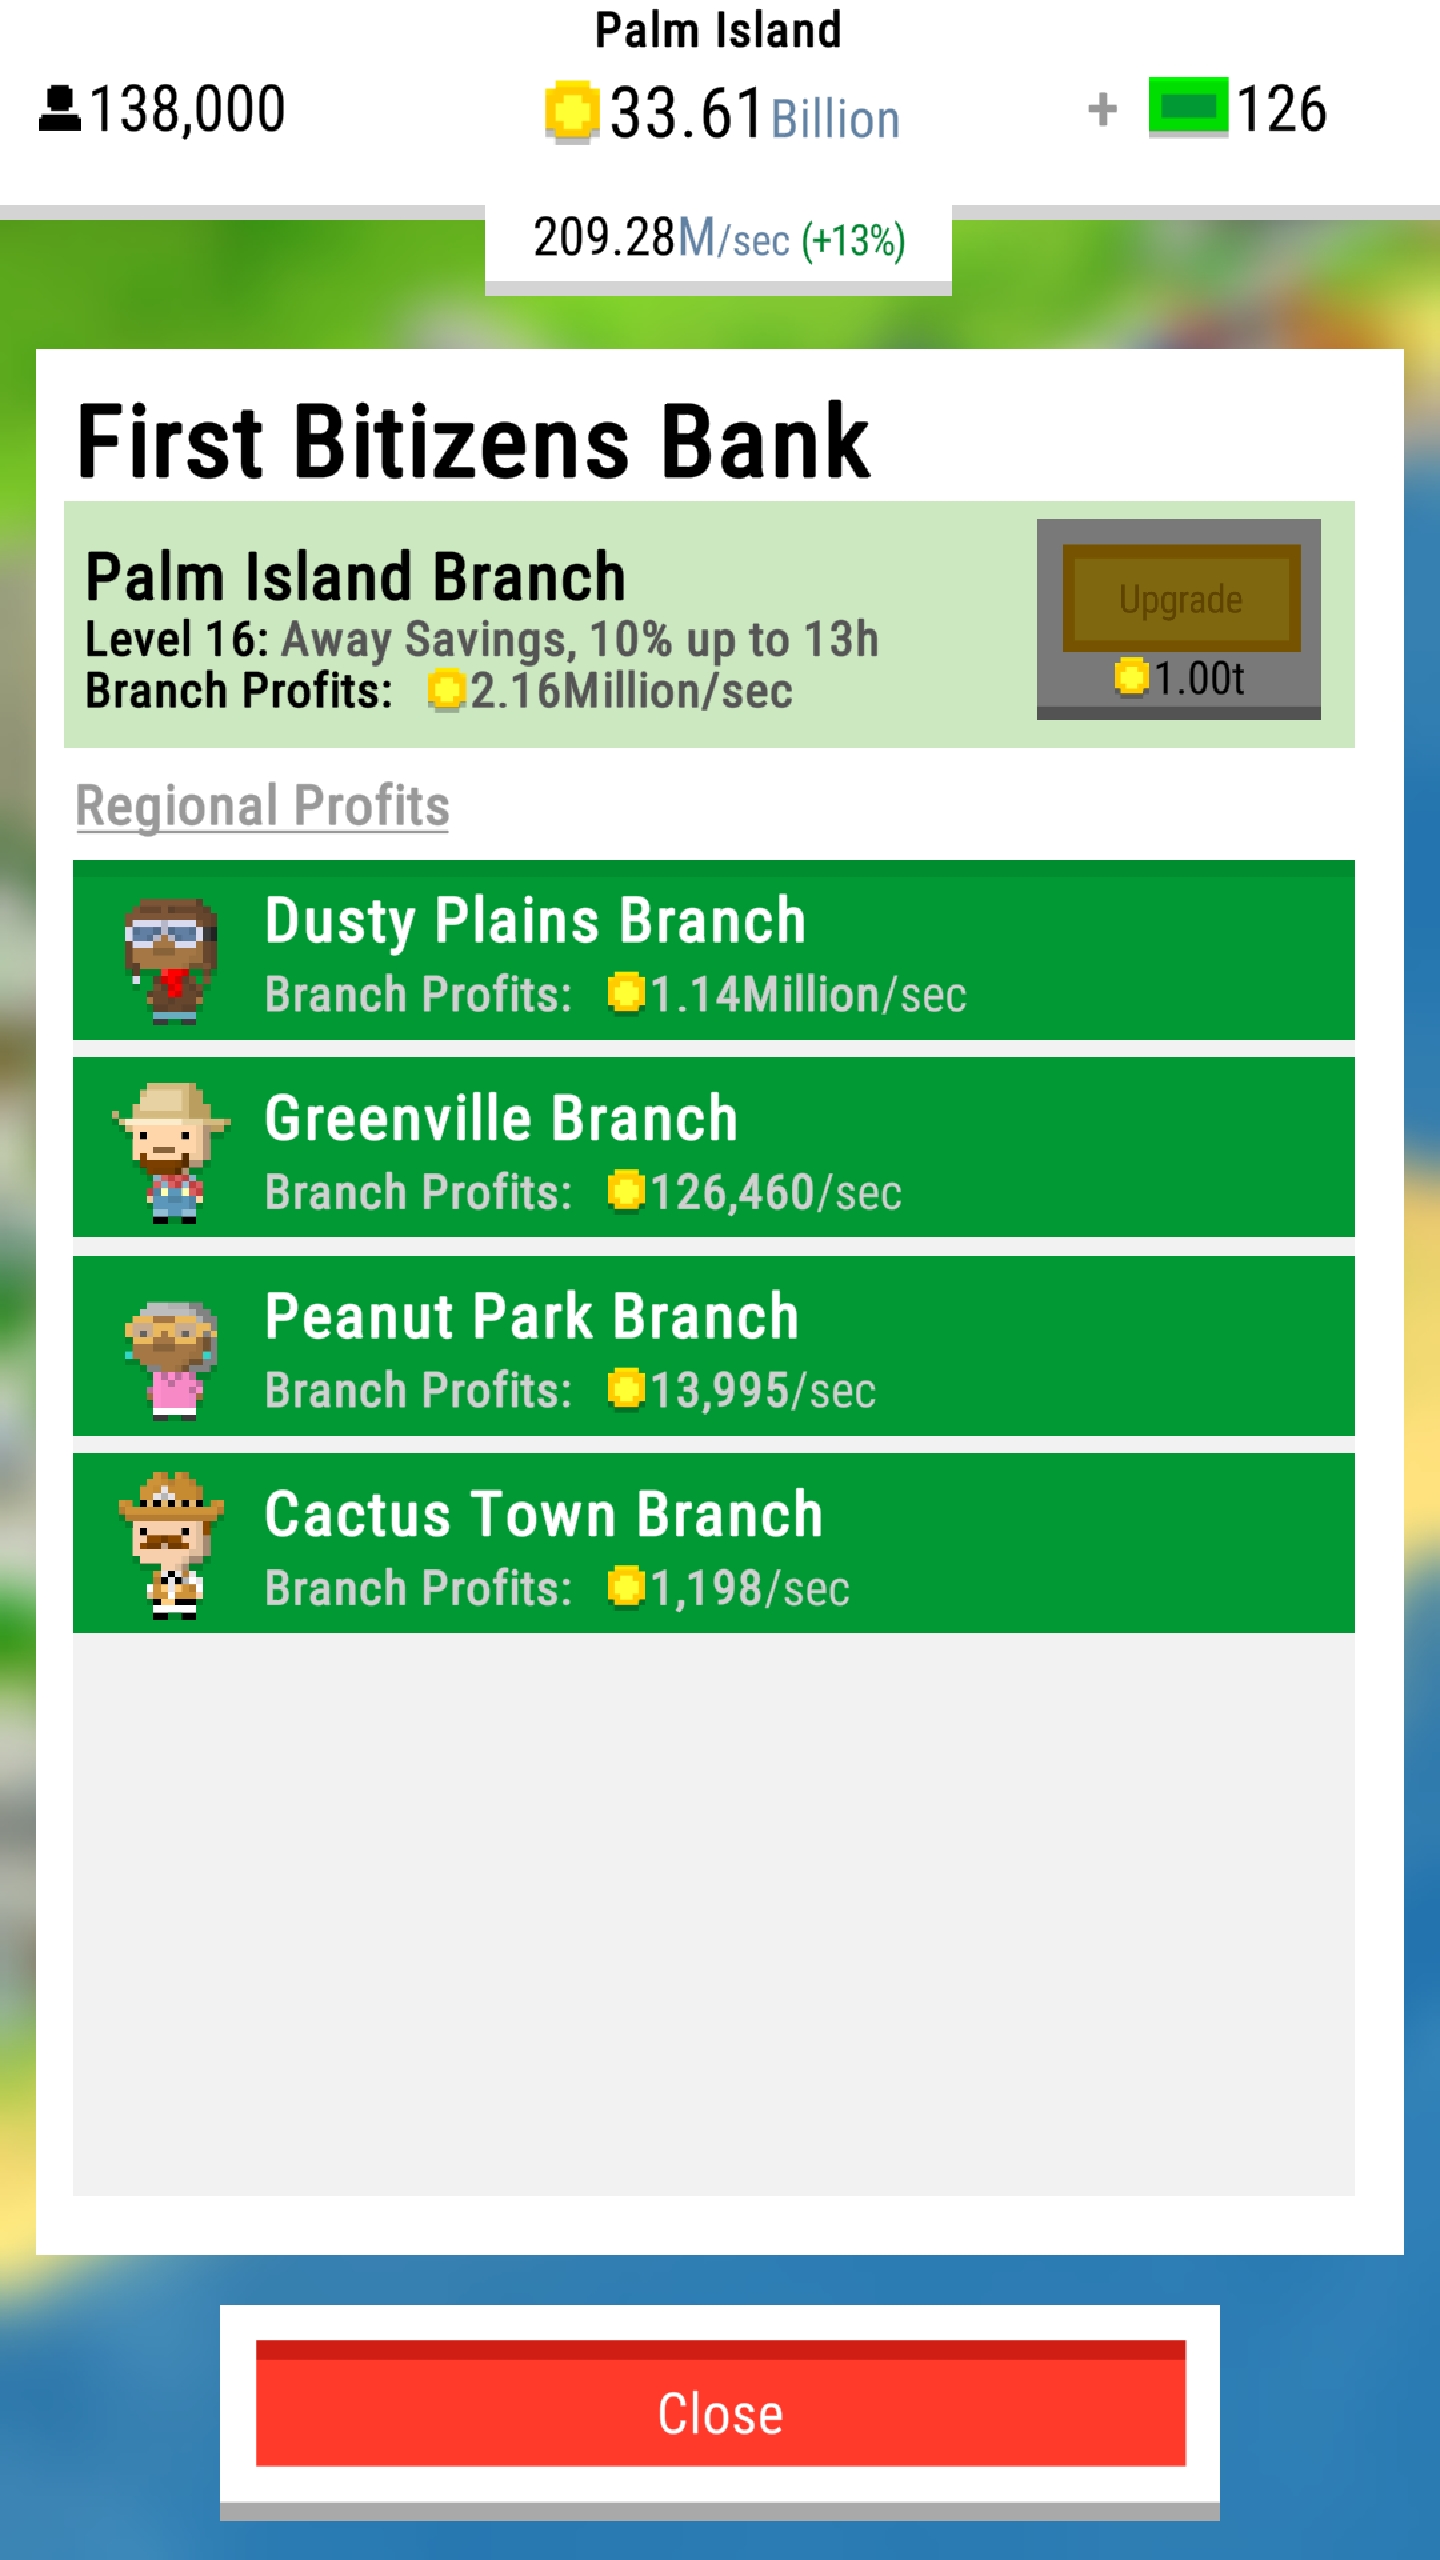 Palm Island
138,000 33.61Billion + 126
209.28M/sec (+13%)
First Bitizens Bank
Palm Island Branch
Level 16: Away Savings, 10% up to 13h
Branch Profits: 2.16Million/sec
Upgrade
1.00t
Regional Profits
Dusty Plains Branch
Branch Profits: 1.14Million/sec
Greenville Branch
Branch Profits: 126,460/sec
Peanut Park Branch
Branch Profits: 13,995/sec
Cactus Town Branch
Branch Profits: 1,198/sec
Close